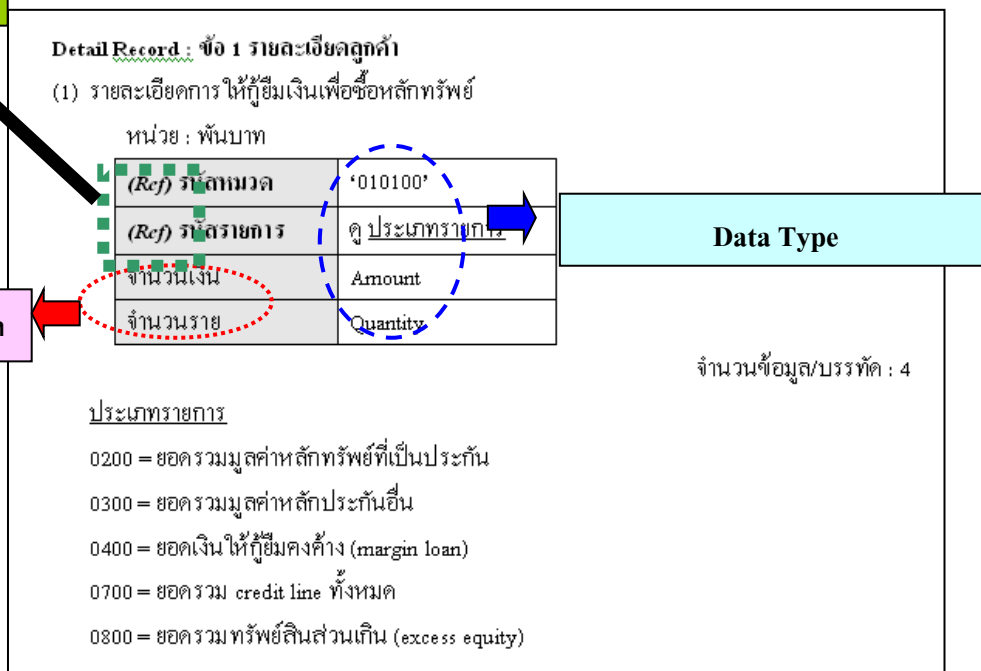 Detail Record : ข้อ 1 รายละเอียดลูกค้า
(1) รายละเอียดการให้กู้ยืมเงินเพื่อซื้อหลักทรัพย์
หน่วย : พันบาท
(Ref) รหัสหมวด ‘010100’
(Ref) รหัสรายการ ดู ประเภทรายการ
Data Type
จำนวนเงิน Amount
จำนวนราย Quantity
จำนวนข้อมูล/บรรทัด : 4
ประเภทรายการ
0200 = ยอดรวมมูลค่าหลักทรัพย์ที่เป็นประกัน
0300 = ยอดรวมมูลค่าหลักประกันอื่น
0400 = ยอดเงินให้กู้ยืมคงค้าง (margin loan)
0700 = ยอดรวม credit line ทั้งหมด
0800 = ยอดรวมทรัพย์สินส่วนเกิน (excess equity)